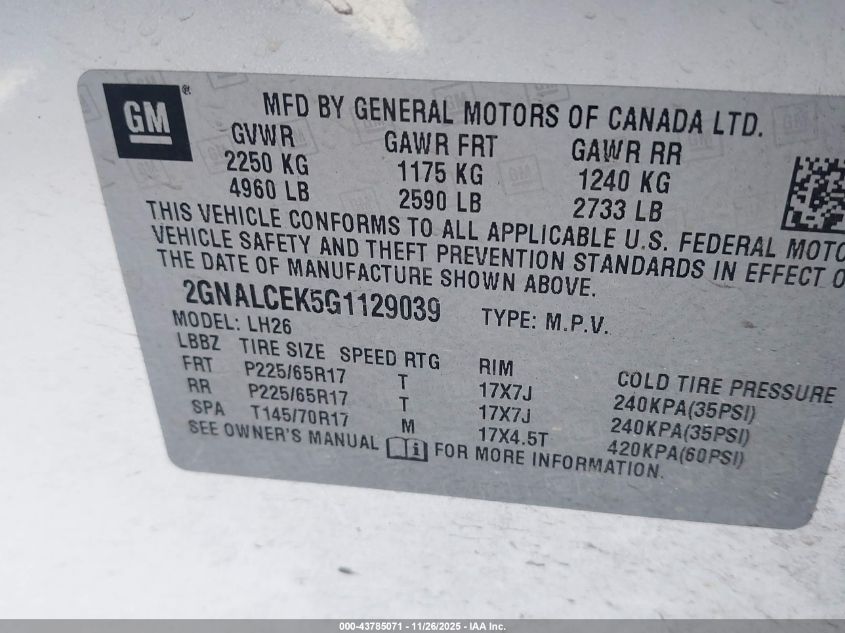 GM®
MFD BY GENERAL MOTORS OF CANADA LTD.
GVWR GAWR FRT GAWR RR
2250 KG 1175 KG 1240 KG
4960 LB 2590 LB 2733 LB
THIS VEHICLE CONFORMS TO ALL APPLICABLE U.S. FEDERAL MOTO
VEHICLE SAFETY AND THEFT PREVENTION STANDARDS IN EFFECT O
THE DATE OF MANUFACTURE SHOWN ABOVE.
2GNALCEK5G1129039 TYPE: M.P.V.
MODEL: LH26
LBBZ TIRE SIZE SPEED RTG RIM COLD TIRE PRESSURE
FRT P225/65R17 T 17X7J 240KPA(35PSI)
RR P225/65R17 T 17X7J 240KPA(35PSI)
SPA T145/70R17 M 17X4.5T 420KPA(60PSI)
SEE OWNER'S MANUAL FOR MORE INFORMATION.
000-43785071 - 11/26/2025 - IAA Inc.